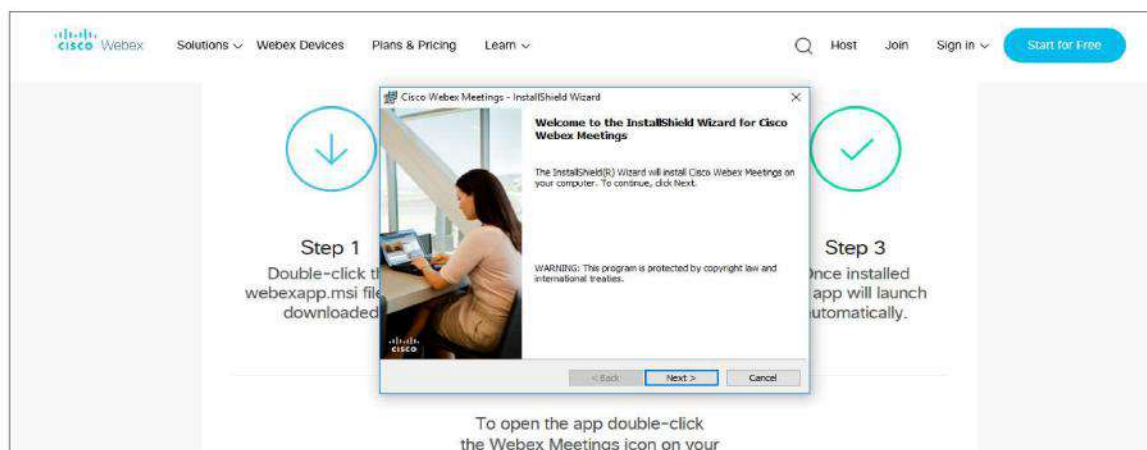 CISCO Webex Solutions Webex Devices Plans & Pricing Learn Host Join Sign in Start for Free
Cisco Webex Meetings - InstallShield Wizard
Welcome to the InstallShield Wizard for Cisco
Webex Meetings
The InstallShield(R) Wizard will install Cisco Webex Meetings on
your computer. To continue, click Next.
WARNING: This program is protected by copyright law and
international treaties.
CISCO
< Back Next > Cancel
Step 1
Double-click t
webexapp.msi file
downloaded
Step 3
Once installed
app will launch
utomatically.
To open the app double-click
the Webex Meetings icon on your